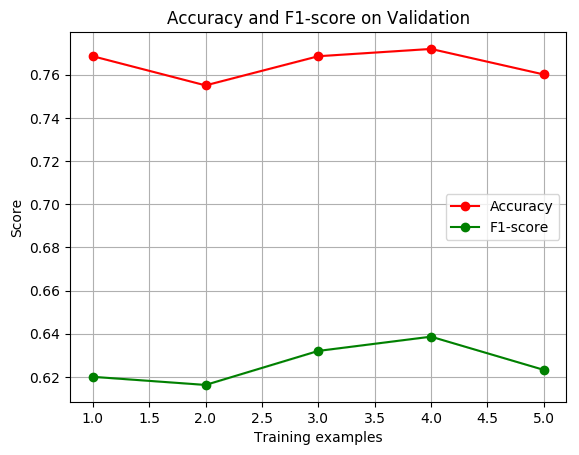 Accuracy and F1-score on Validation
Score
0.76
0.74
0.72
0.70
0.68
0.66
0.64
0.62
Accuracy
F1-score
1.0 1.5 2.0 2.5 3.0 3.5 4.0 4.5 5.0
Training examples